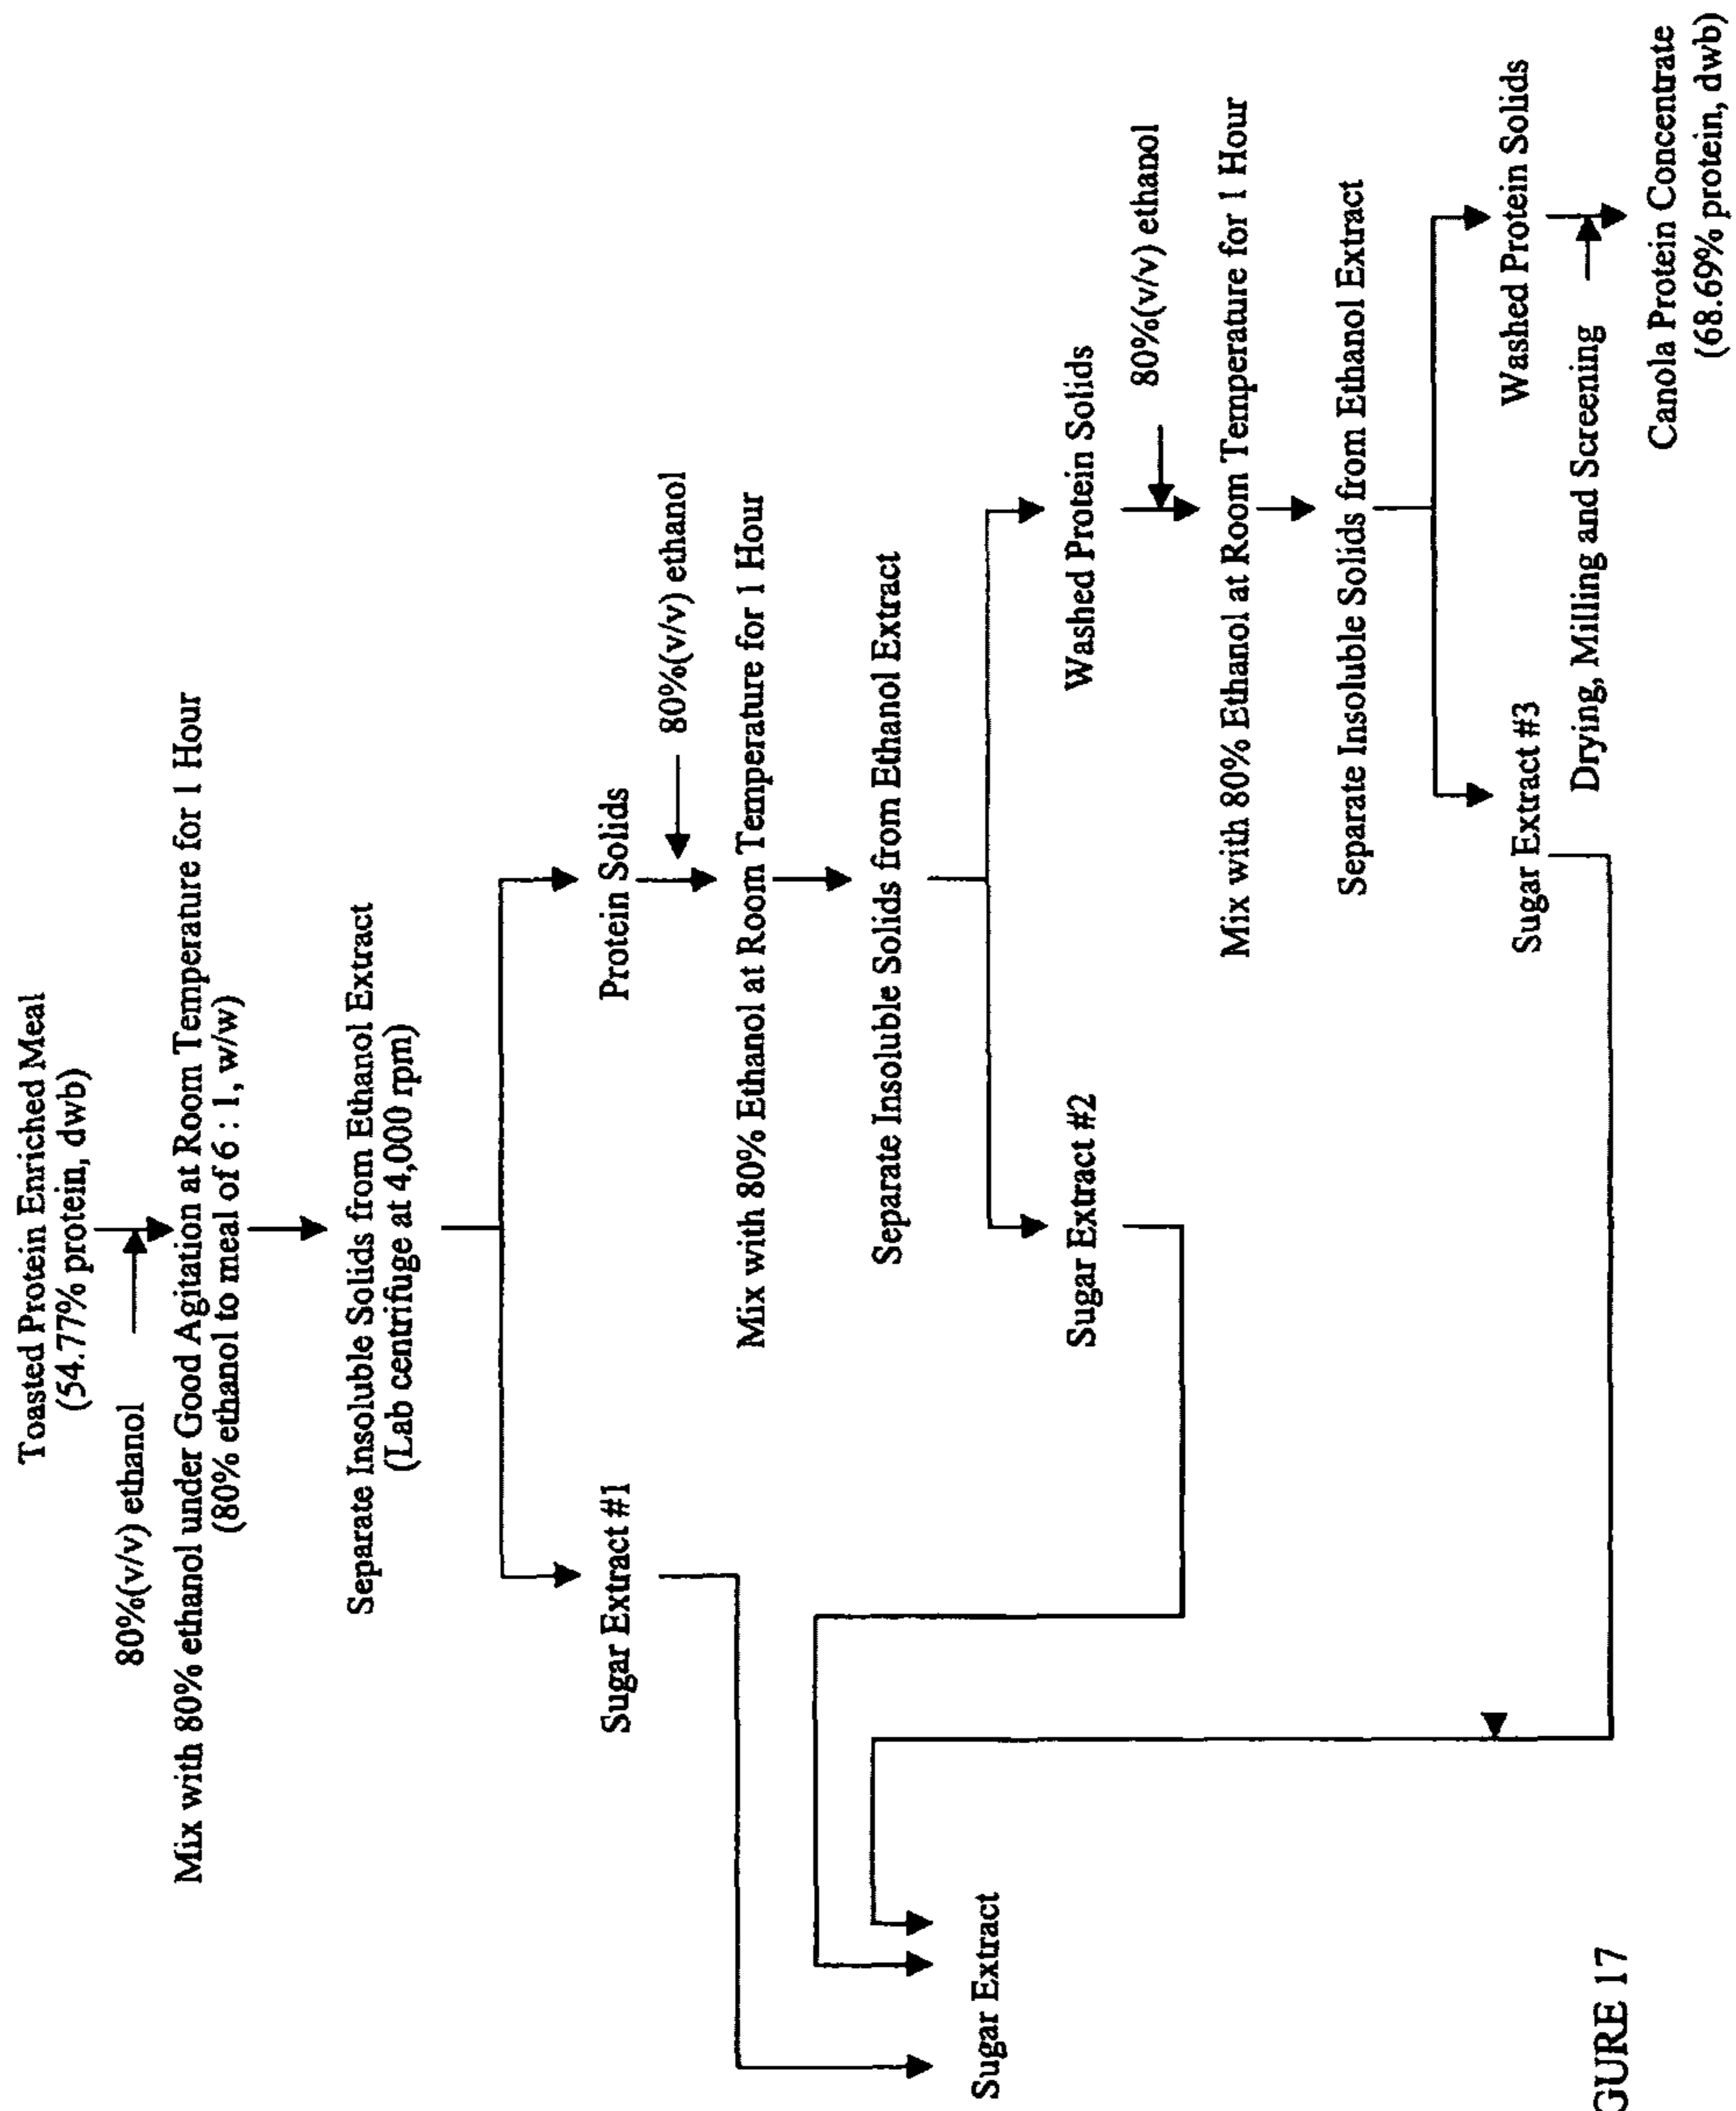 Toasted Protein Enriched Meal
(54.77% protein, dwb)
80%(v/v) ethanol
Mix with 80% ethanol under Good Agitation at Room Temperature for 1 Hour
(80% ethanol to meal of 6 : 1, w/w)
Separate Insoluble Solids from Ethanol Extract
(Lab centrifuge at 4,000 rpm)
Sugar Extract #1
Protein Solids
80%(v/v) ethanol
Mix with 80% Ethanol at Room Temperature for 1 Hour
Separate Insoluble Solids from Ethanol Extract
Sugar Extract
Sugar Extract #2
Washed Protein Solids
80%(v/v) ethanol
Mix with 80% Ethanol at Room Temperature for 1 Hour
Separate Insoluble Solids from Ethanol Extract
Sugar Extract #3
Washed Protein Solids
Drying, Milling and Screening
Canola Protein Concentrate
(68.69% protein, dwb)
GURE 17